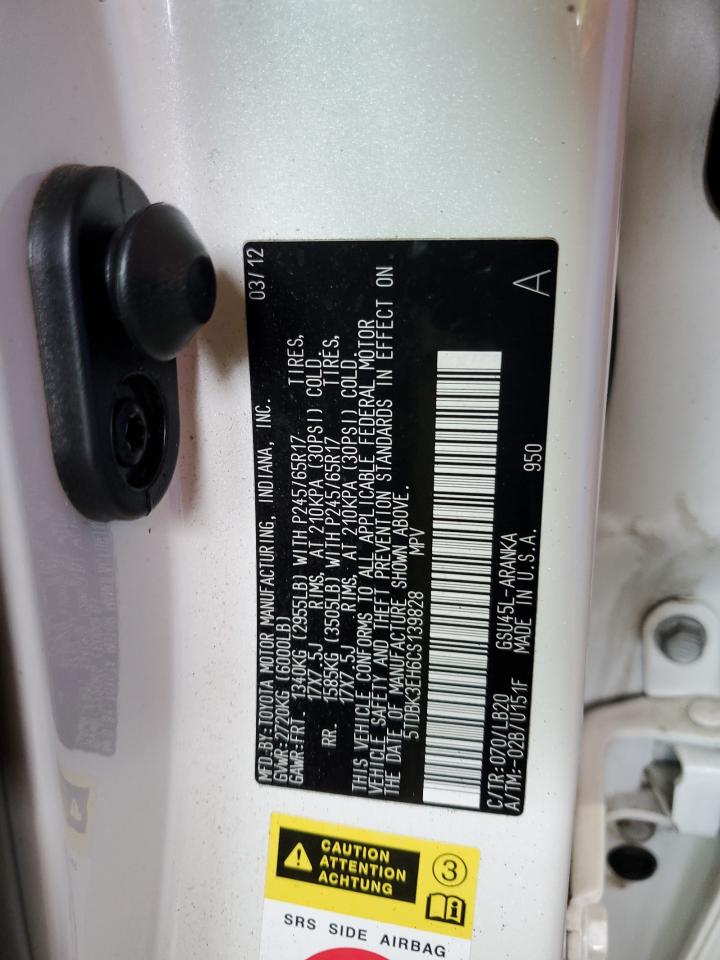 MFD.BY:TOYOTA MOTOR MANUFACTURING, INDIANA, INC. 03/12
GVWR:2720KG (6000LB)
GAWR:FRT. 1340KG (2955LB) WITH P245/65R17 TIRES,
17X7.5J RIMS, AT 210KPA (30PSI) COLD.
RR. 1585KG (3505LB) WITH P245/65R17 TIRES,
17X7.5J RIMS, AT 210KPA (30PSI) COLD.
THIS VEHICLE CONFORMS TO ALL APPLICABLE FEDERAL MOTOR
VEHICLE SAFETY AND THEFT PREVENTION STANDARDS IN EFFECT ON
THE DATE OF MANUFACTURE SHOWN ABOVE.
5TDBK3EH6CS139828 MPV
C/TR:070/LB20 GSU45L-ARANKA
A/TM:-02B/U151F MADE IN U.S.A. 950
A
CAUTION
ATTENTION
ACHTUNG
3
SRS SIDE AIRBAG